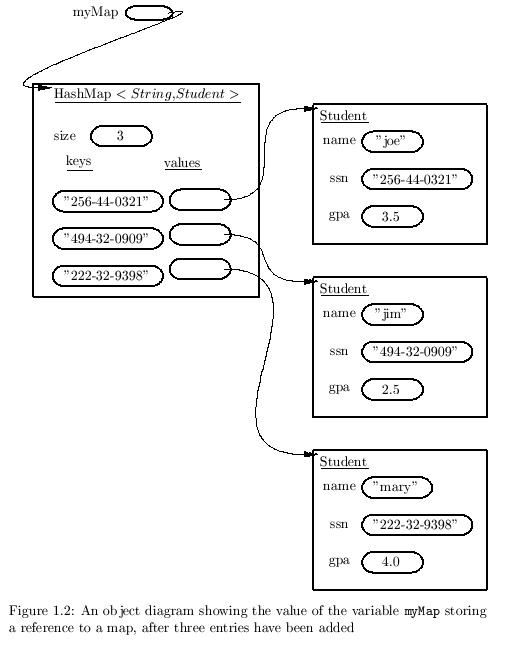 myMap
HashMap < String,Student >
size 3
keys values
"256-44-0321"
"494-32-0909"
"222-32-9398"
Student
name "joe"
ssn "256-44-0321"
gpa 3.5
Student
name "jim"
ssn "494-32-0909"
gpa 2.5
Student
name "mary"
ssn "222-32-9398"
gpa 4.0
Figure 1.2: An object diagram showing the value of the variable myMap storing
a reference to a map, after three entries have been added